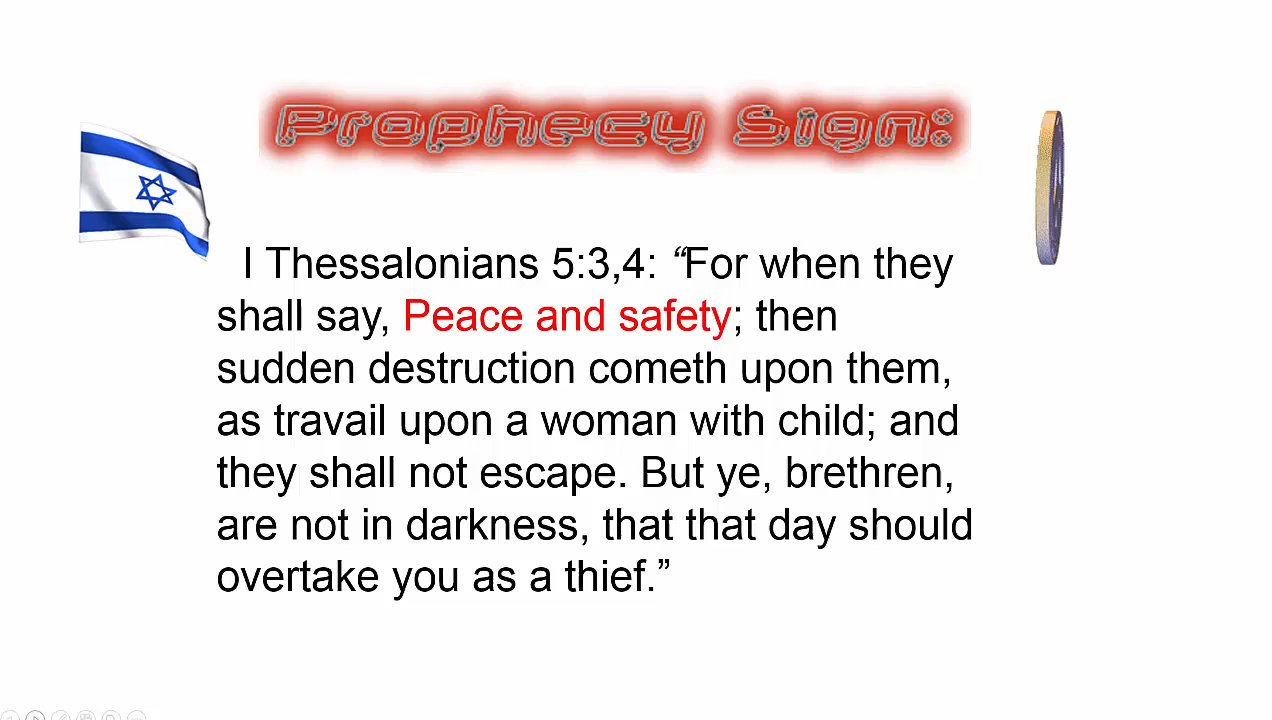 Prophecy Sign:
I Thessalonians 5:3,4: “For when they
shall say, Peace and safety; then
sudden destruction cometh upon them,
as travail upon a woman with child; and
they shall not escape. But ye, brethren,
are not in darkness, that that day should
overtake you as a thief.”